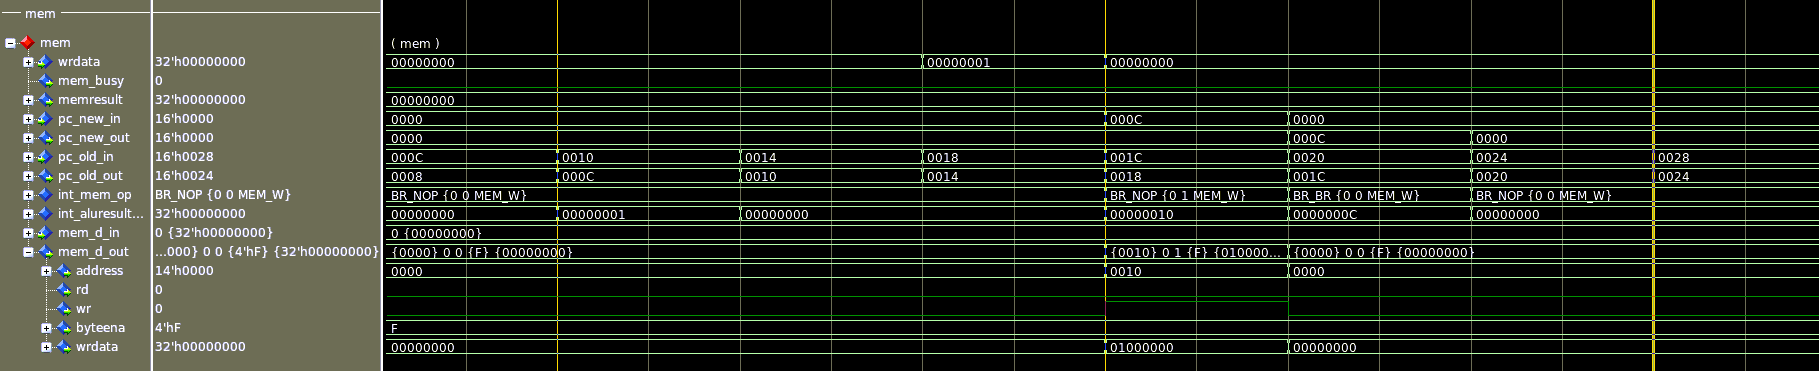 mem
mem ( mem )
wrdata 32'h00000000 00000000 00000001 00000000
mem_busy 0
memresult 32'h00000000 00000000
pc_new_in 16'h0000 0000 000C 0000
pc_new_out 16'h0000 0000 000C 0000
pc_old_in 16'h0028 000C 0010 0014 0018 001C 0020 0024 0028
pc_old_out 16'h0024 0008 000C 0010 0014 0018 001C 0020 0024
int_mem_op BR_NOP {0 0 MEM_W} BR_NOP {0 0 MEM_W} BR_NOP {0 1 MEM_W} BR_BR {0 0 MEM_W} BR_NOP {0 0 MEM_W}
int_aluresult... 32'h00000000 00000000 00000001 00000000 00000010 0000000C 00000000
mem_d_in 0 {32'h00000000} 0 {00000000}
mem_d_out ...000} 0 0 {4'hF} {32'h00000000} {0000} 0 0 {F} {00000000} {0010} 0 1 {F} {010000... {0000} 0 0 {F} {00000000}
address 14'h0000 0000 0010 0000
rd 0
wr 0
byteena 4'hF F
wrdata 32'h00000000 00000000 01000000 00000000